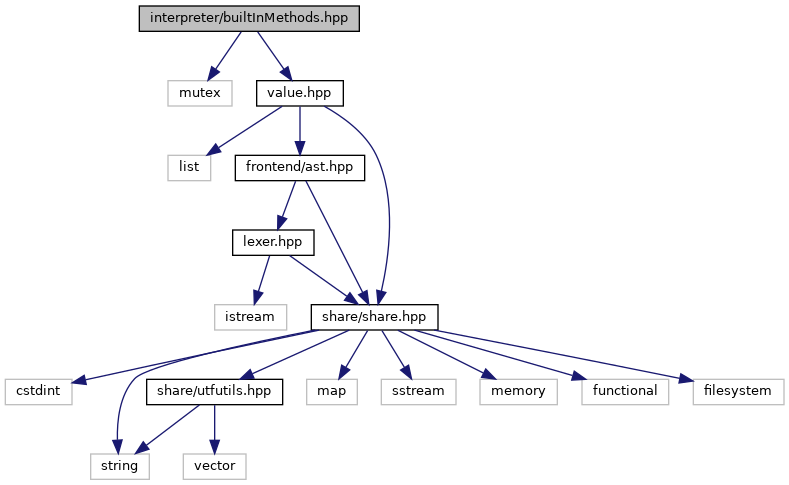 interpreter/builtInMethods.hpp
mutex
value.hpp
list
frontend/ast.hpp
lexer.hpp
istream
share/share.hpp
cstdint
share/utfutils.hpp
map
sstream
memory
functional
filesystem
string
vector